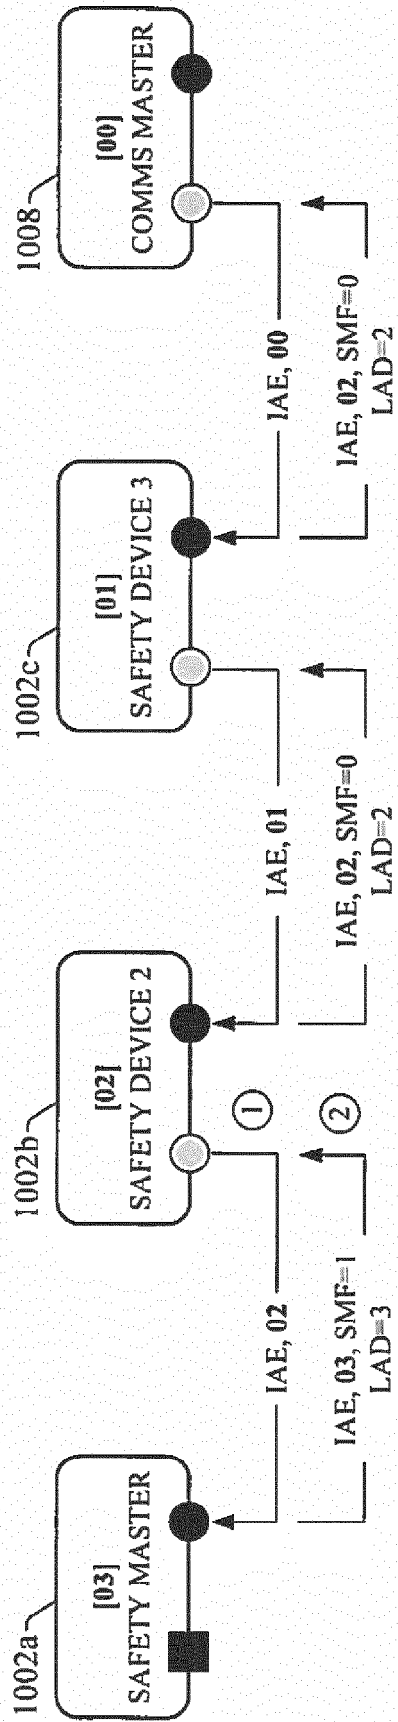 1002a
[03]
SAFETY MASTER
1002b
[02]
SAFETY DEVICE 2
1002c
[01]
SAFETY DEVICE 3
1008
[00]
COMMS MASTER
IAE, 02
1
IAE, 01
IAE, 00
IAE, 03, SMF=1
LAD=3
2
IAE, 02, SMF=0
LAD=2
IAE, 02, SMF=0
LAD=2